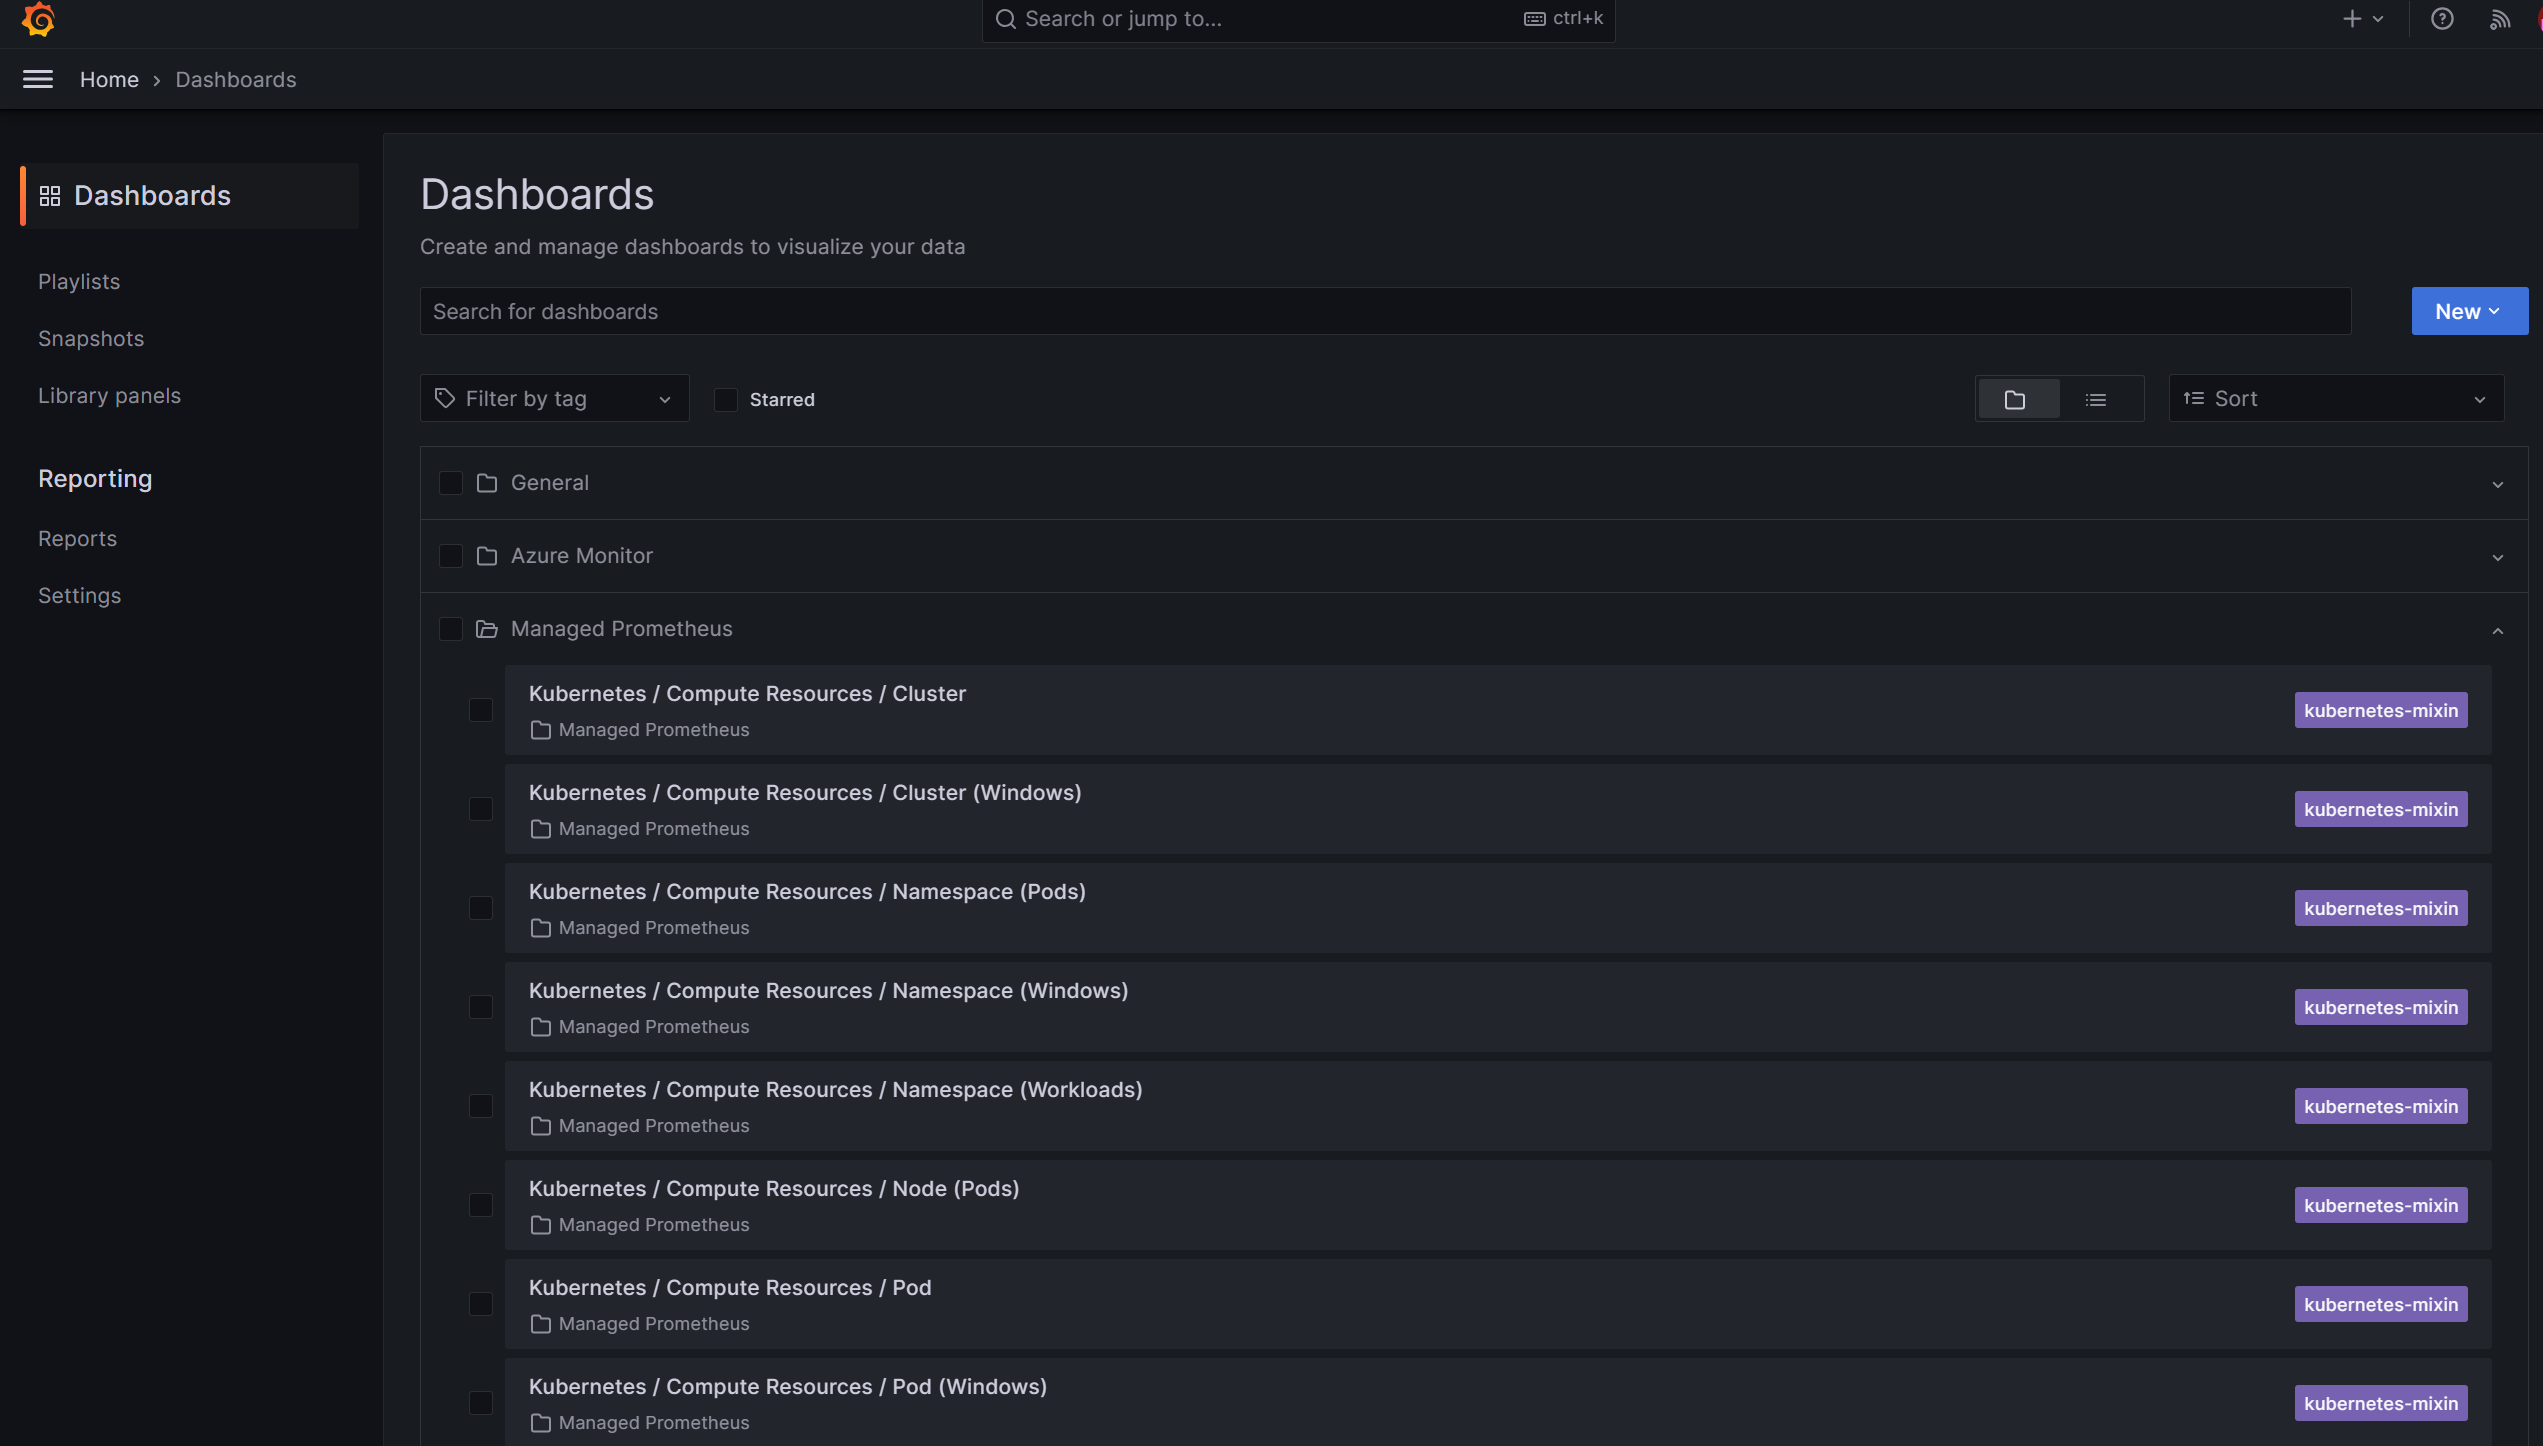 Search or jump to...
ctrl+k
Home › Dashboards
Dashboards
Playlists
Snapshots
Library panels
Reporting
Reports
Settings
Dashboards
Create and manage dashboards to visualize your data
Search for dashboards
New
Filter by tag
Starred
Sort
General
Azure Monitor
Managed Prometheus
Kubernetes / Compute Resources / Cluster
Managed Prometheus
kubernetes-mixin
Kubernetes / Compute Resources / Cluster (Windows)
Managed Prometheus
kubernetes-mixin
Kubernetes / Compute Resources / Namespace (Pods)
Managed Prometheus
kubernetes-mixin
Kubernetes / Compute Resources / Namespace (Windows)
Managed Prometheus
kubernetes-mixin
Kubernetes / Compute Resources / Namespace (Workloads)
Managed Prometheus
kubernetes-mixin
Kubernetes / Compute Resources / Node (Pods)
Managed Prometheus
kubernetes-mixin
Kubernetes / Compute Resources / Pod
Managed Prometheus
kubernetes-mixin
Kubernetes / Compute Resources / Pod (Windows)
Managed Prometheus
kubernetes-mixin